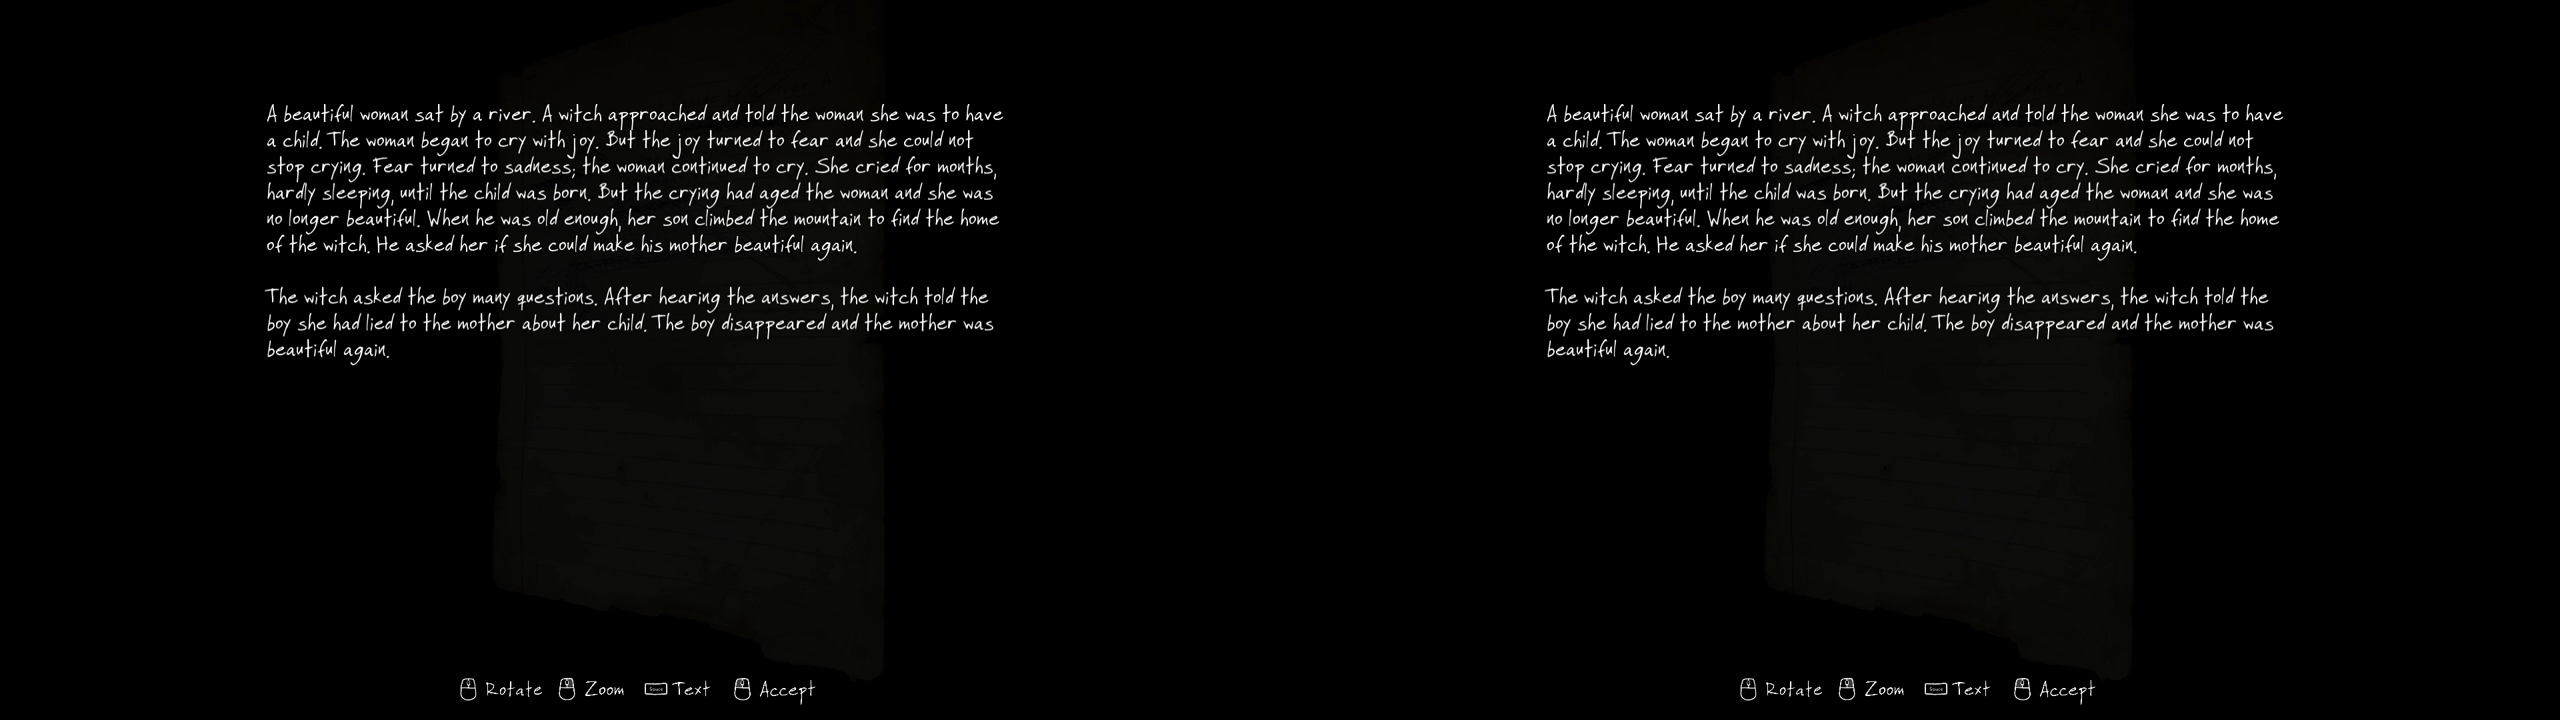 A beautiful woman sat by a river. A witch approached and told the woman she was to have
a child. The woman began to cry with joy. But the joy turned to fear and she could not
stop crying. Fear turned to sadness; the woman continued to cry. She cried for months,
hardly sleeping, until the child was born. But the crying had aged the woman and she was
no longer beautiful. When he was old enough, her son climbed the mountain to find the home
of the witch. He asked her if she could make his mother beautiful again.
The witch asked the boy many questions. After hearing the answers, the witch told the
boy she had lied to the mother about her child. The boy disappeared and the mother was
beautiful again.
Rotate Zoom Space Text Accept
A beautiful woman sat by a river. A witch approached and told the woman she was to have
a child. The woman began to cry with joy. But the joy turned to fear and she could not
stop crying. Fear turned to sadness; the woman continued to cry. She cried for months,
hardly sleeping, until the child was born. But the crying had aged the woman and she was
no longer beautiful. When he was old enough, her son climbed the mountain to find the home
of the witch. He asked her if she could make his mother beautiful again.
The witch asked the boy many questions. After hearing the answers, the witch told the
boy she had lied to the mother about her child. The boy disappeared and the mother was
beautiful again.
Rotate Zoom Space Text Accept